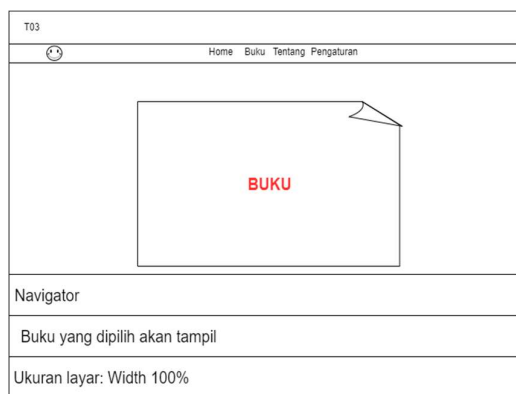 T03
Home Buku Tentang Pengaturan
BUKU
Navigator
Buku yang dipilih akan tampil
Ukuran layar: Width 100%